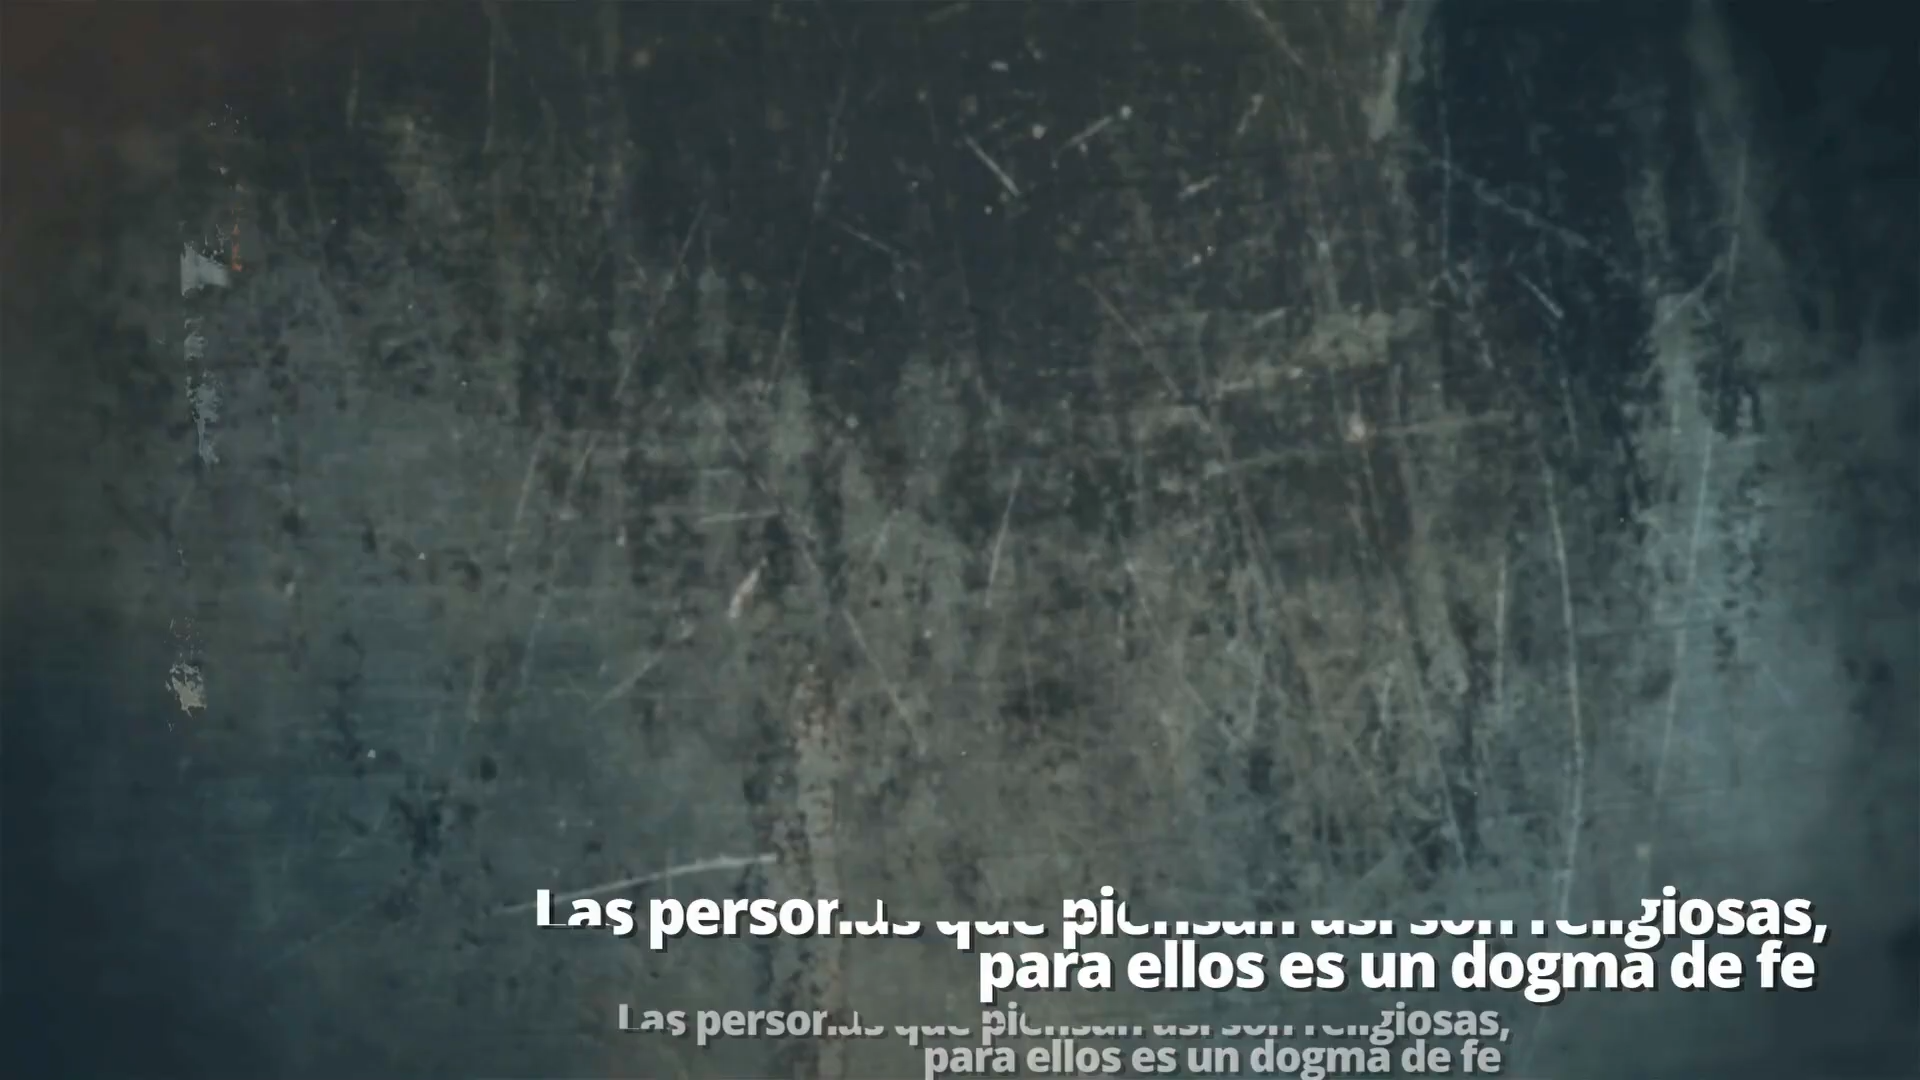 Las personas que piensan así son religiosas,
para ellos es un dogma de fe
Las personas que piensan así son religiosas,
para ellos es un dogma de fe